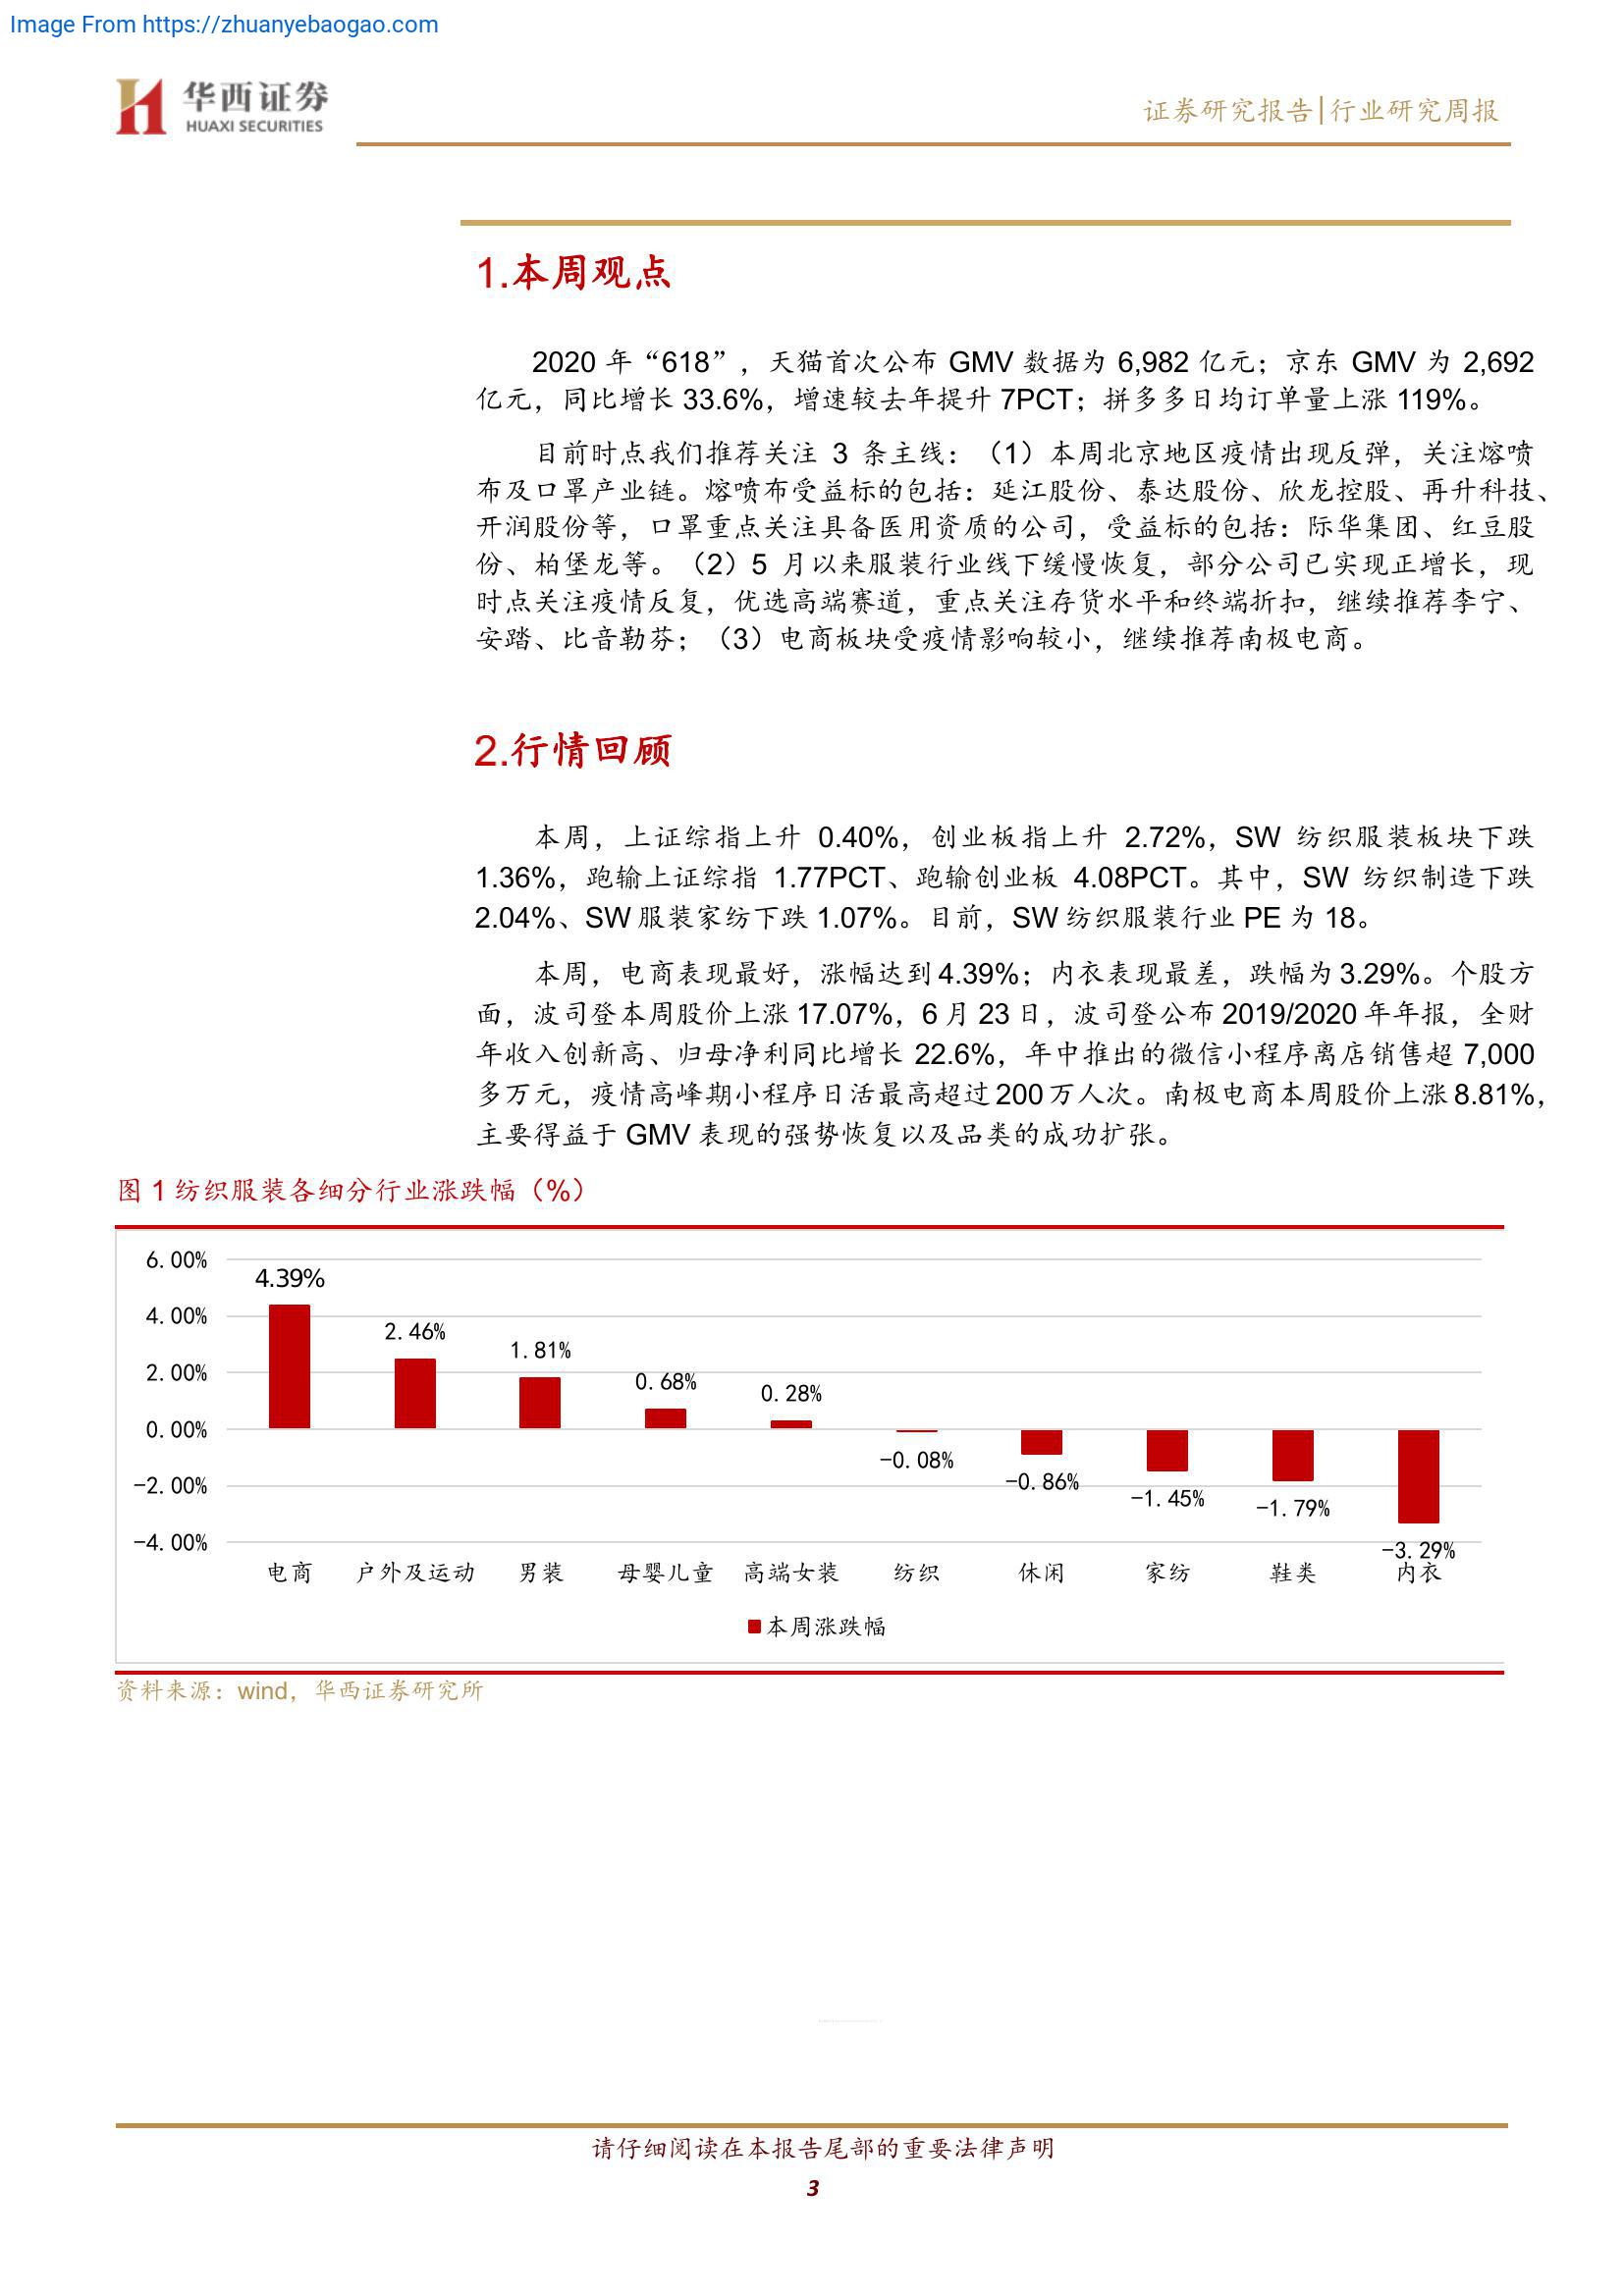 Image From https://zhuanyebaogao.com
华西证券
HUAXI SECURITIES
证券研究报告|行业研究周报
1.本周观点
2020 年“618”，天猫首次公布 GMV 数据为 6,982 亿元；京东 GMV 为 2,692
亿元，同比增长 33.6%，增速较去年提升 7PCT；拼多多日均订单量上涨 119%。
目前时点我们推荐关注 3 条主线：（1）本周北京地区疫情出现反弹，关注熔喷
布及口罩产业链。熔喷布受益标的包括：延江股份、泰达股份、欣龙控股、再升科技、
开润股份等，口罩重点关注具备医用资质的公司，受益标的包括：际华集团、红豆股
份、柏堡龙等。（2）5 月以来服装行业线下缓慢恢复，部分公司已实现正增长，现
时点关注疫情反复，优选高端赛道，重点关注存货水平和终端折扣，继续推荐李宁、
安踏、比音勒芬；（3）电商板块受疫情影响较小，继续推荐南极电商。
2.行情回顾
本周，上证综指上升 0.40%，创业板指上升 2.72%，SW 纺织服装板块下跌
1.36%，跑输上证综指 1.77PCT、跑输创业板 4.08PCT。其中，SW 纺织制造下跌
2.04%、SW 服装家纺下跌 1.07%。目前，SW 纺织服装行业 PE 为 18。
本周，电商表现最好，涨幅达到 4.39%；内衣表现最差，跌幅为 3.29%。个股方
面，波司登本周股价上涨 17.07%，6 月 23 日，波司登公布 2019/2020 年年报，全财
年收入创新高、归母净利同比增长 22.6%，年中推出的微信小程序离店销售超 7,000
多万元，疫情高峰期小程序日活最高超过 200 万人次。南极电商本周股价上涨 8.81%，
主要得益于 GMV 表现的强势恢复以及品类的成功扩张。
图 1 纺织服装各细分行业涨跌幅（%）
6.00%
4.00%
2.00%
0.00%
-2.00%
-4.00%
4.39%
2.46%
1.81%
0.68%
0.28%
-0.08%
-0.86%
-1.45%
-1.79%
-3.29%
电商 户外及运动 男装 母婴儿童 高端女装 纺织 休闲 家纺 鞋类 内衣
本周涨跌幅
资料来源：wind，华西证券研究所
请仔细阅读在本报告尾部的重要法律声明
3